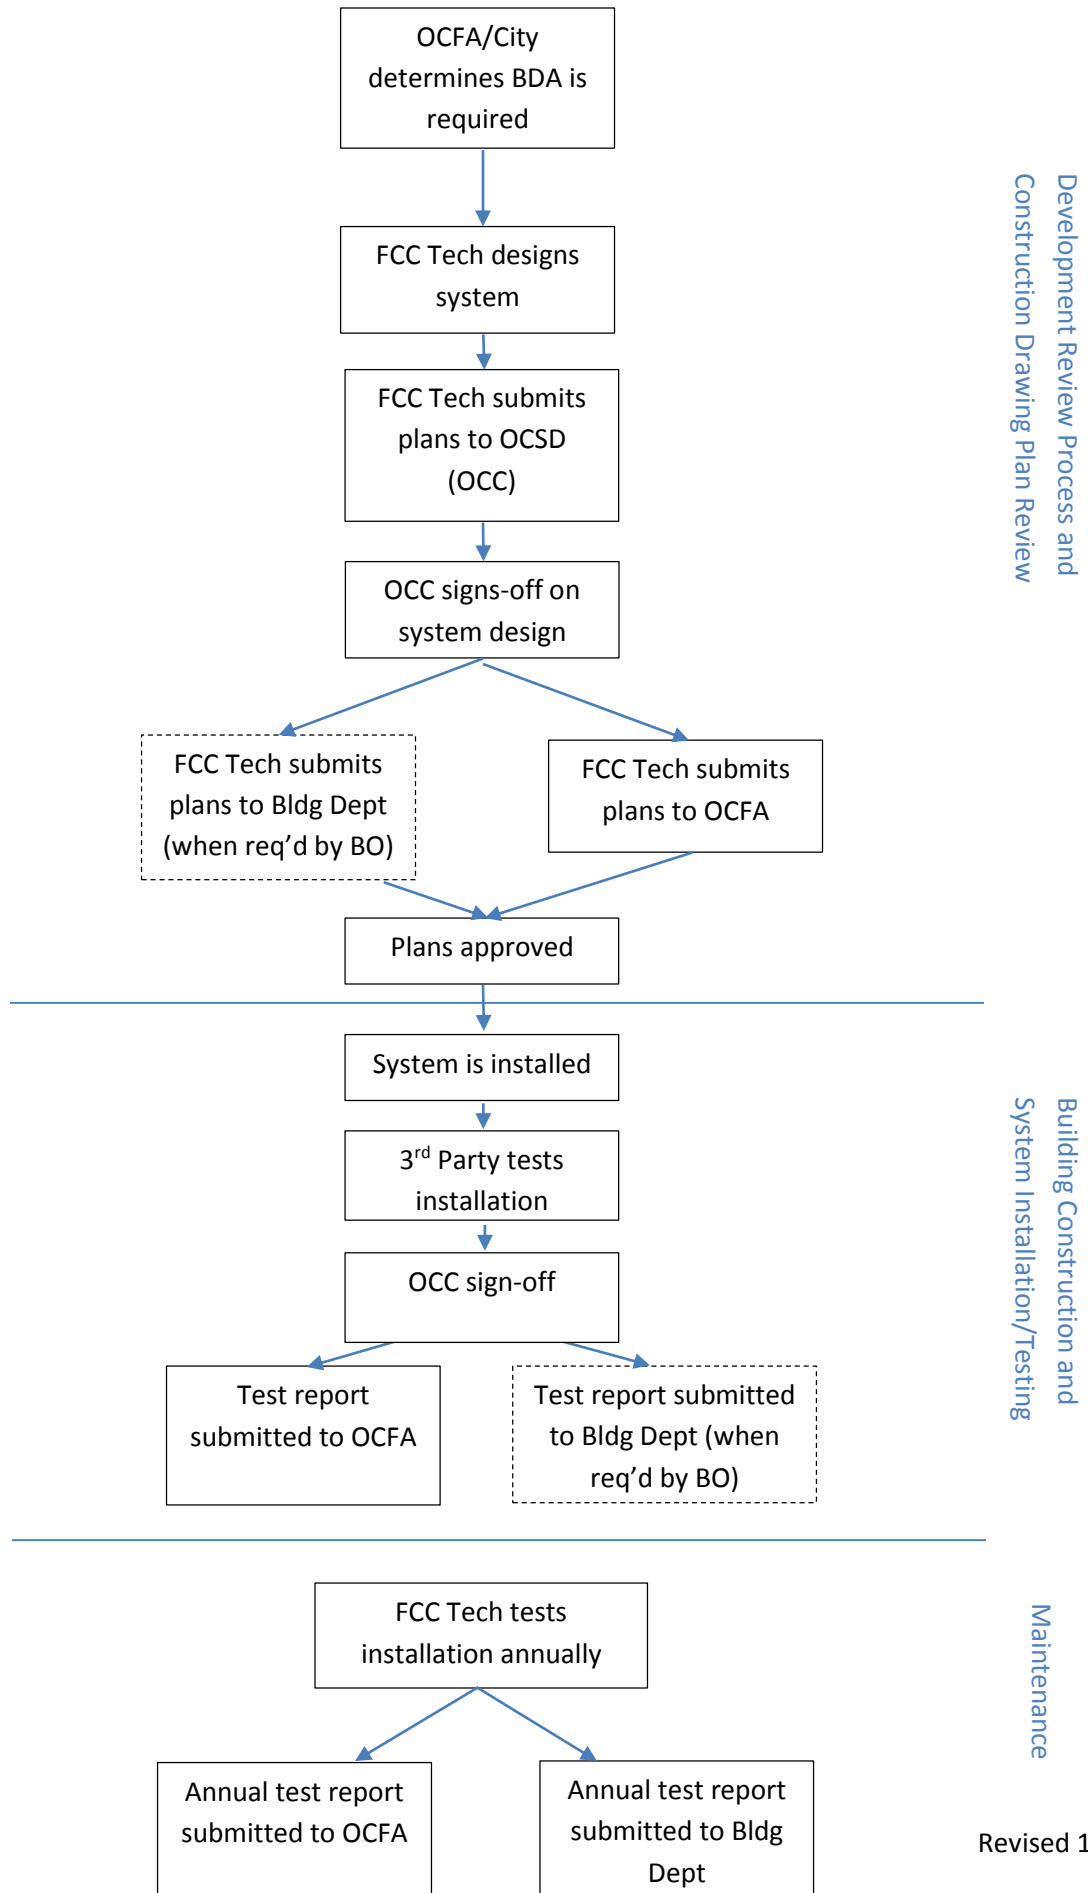 OCFA/City
determines BDA is
required
FCC Tech designs
system
FCC Tech submits
plans to OCSD
(OCC)
OCC signs-off on
system design
FCC Tech submits
plans to Bldg Dept
(when req’d by BO)
FCC Tech submits
plans to OCFA
Plans approved
Development Review Process and
Construction Drawing Plan Review
System is installed
3rd Party tests
installation
OCC sign-off
Test report
submitted to OCFA
Test report submitted
to Bldg Dept (when
req’d by BO)
Building Construction and
System Installation/Testing
FCC Tech tests
installation annually
Annual test report
submitted to OCFA
Annual test report
submitted to Bldg
Dept
Maintenance
Revised 1